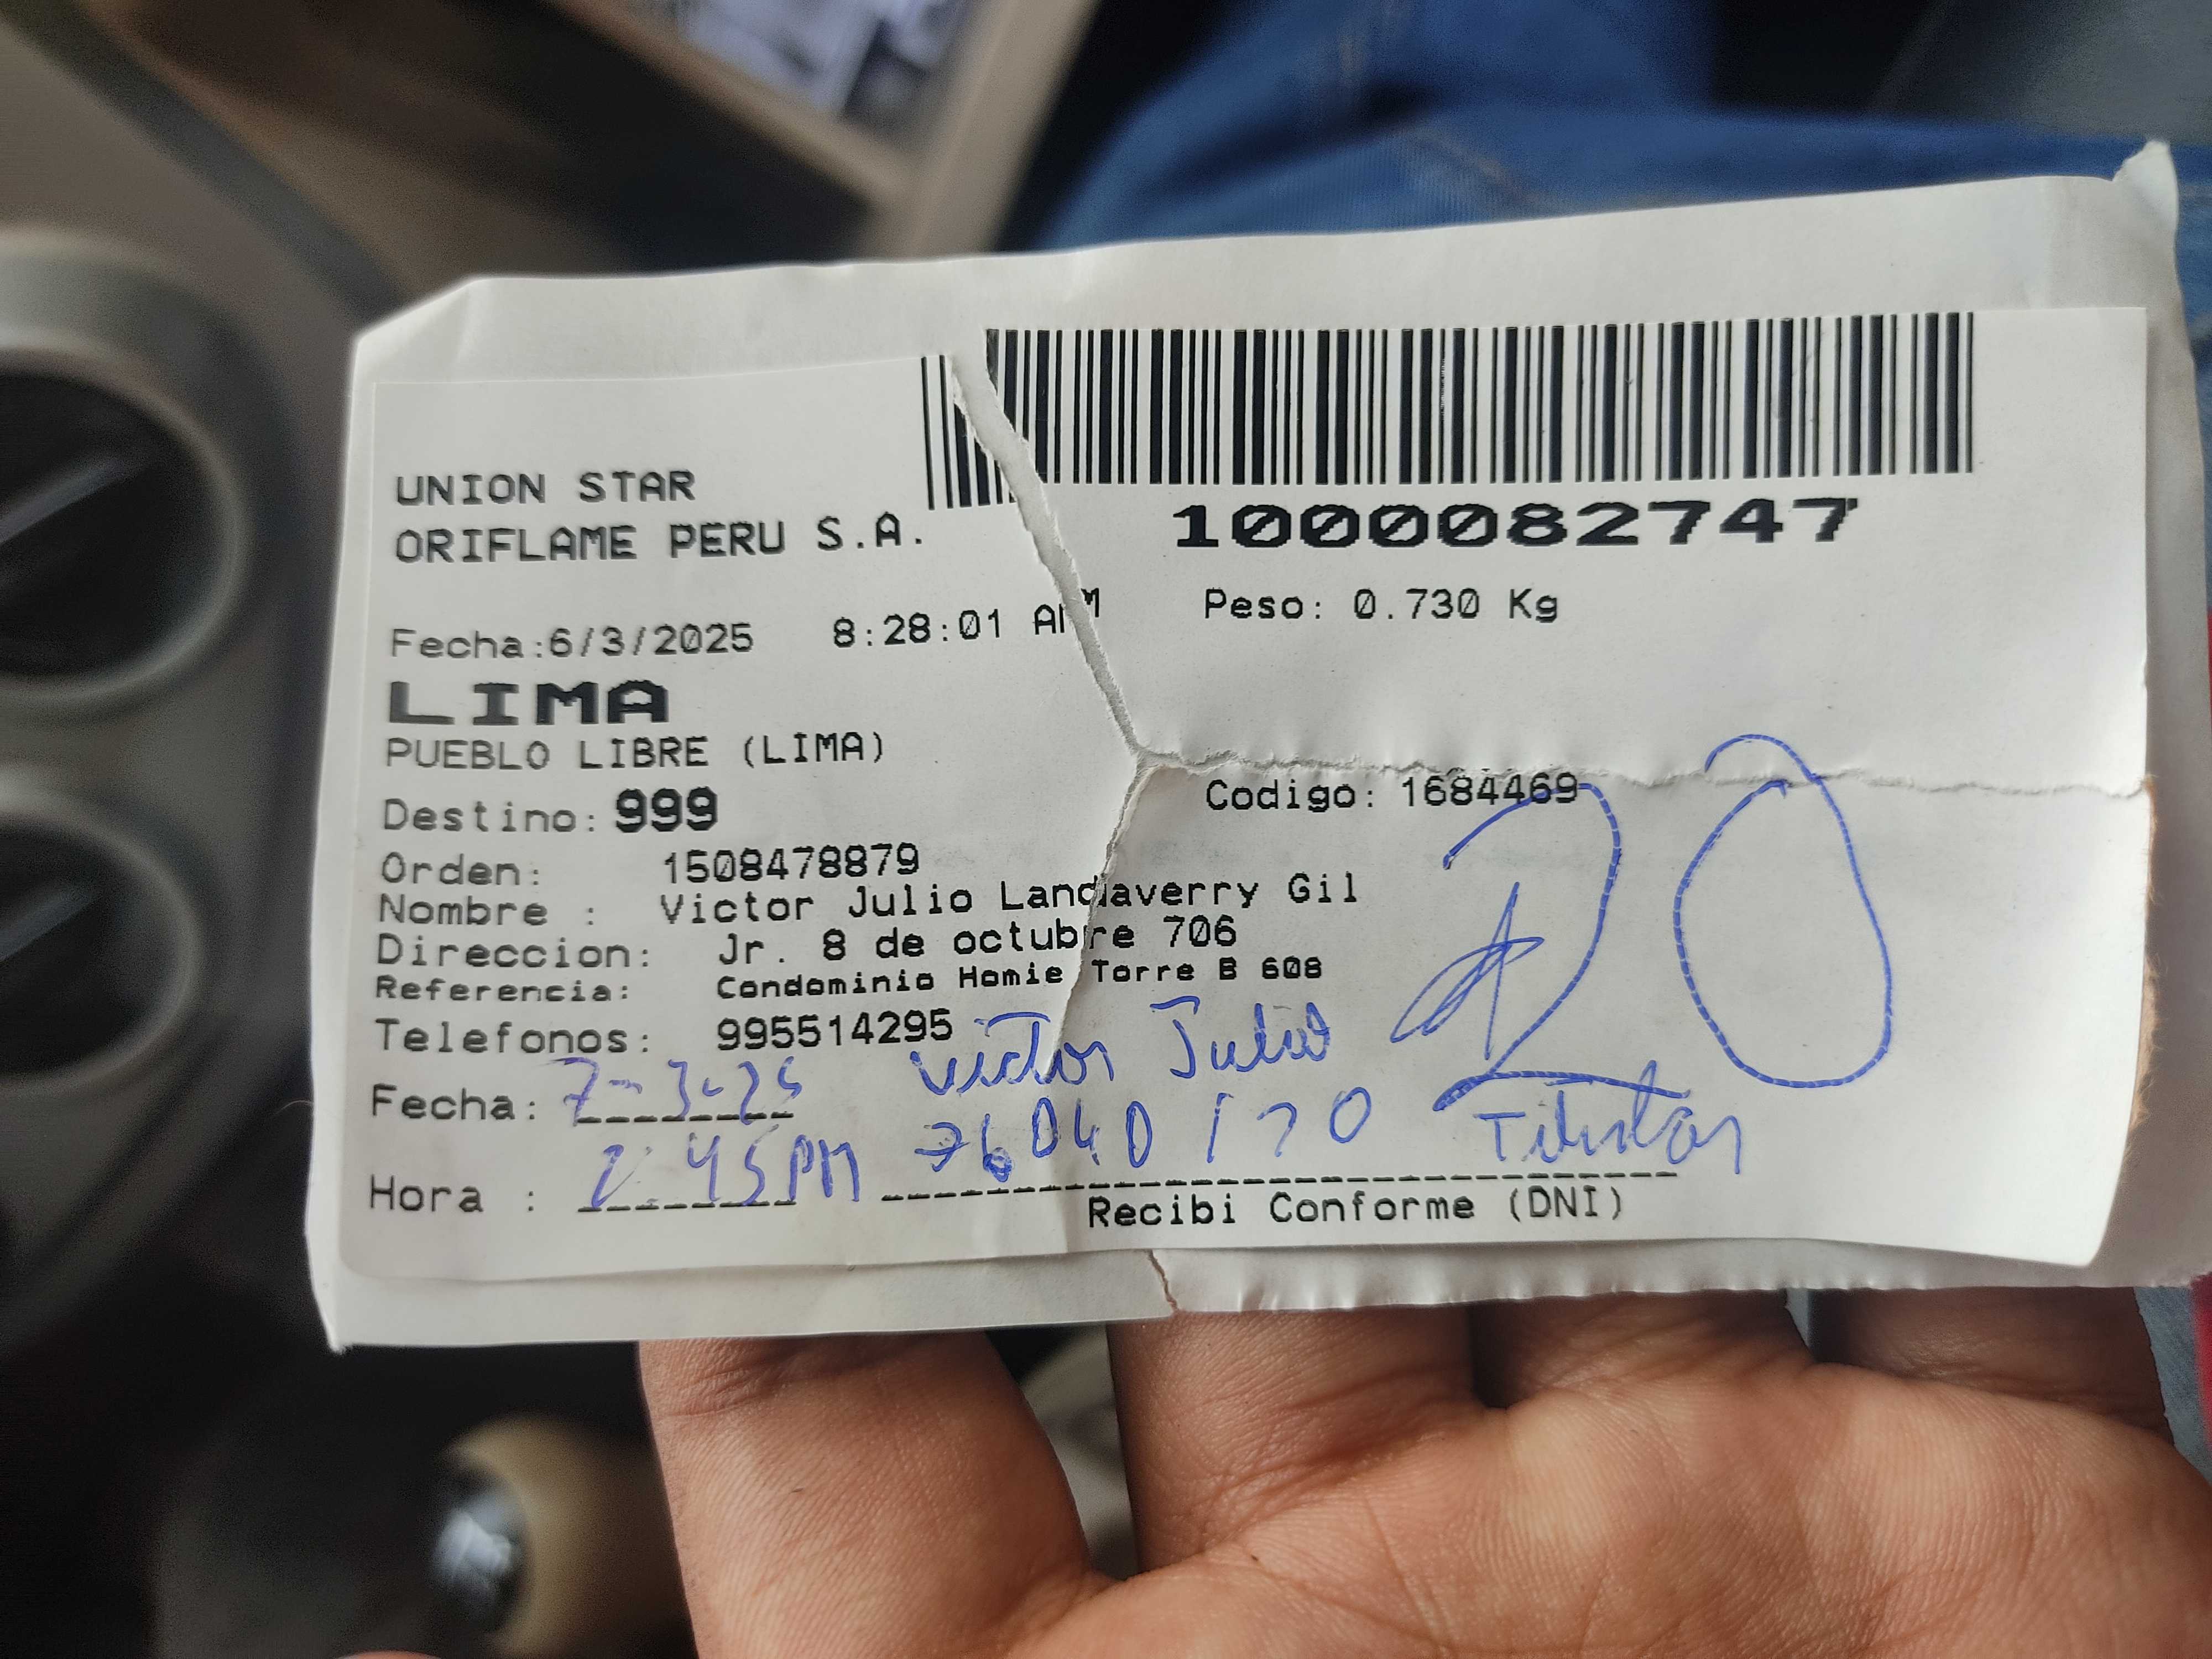 UNION STAR
ORIFLAME PERU S.A.
1000082747
Fecha:6/3/2025 8:28:01 AM Peso: 0.730 Kg
LIMA
PUEBLO LIBRE (LIMA)
Destino: 999 Codigo: 1684469
20
Orden: 1508478879
Nombre : Victor Julio Landaverry Gil
Direccion: Jr. 8 de octubre 706
Referencia: Condominio Homie Torre B 608
Telefonos: 995514295
Victor Julio
Fecha: 7-3-25
76040170 Titular
Hora : 2:45PM
Recibi Conforme (DNI)